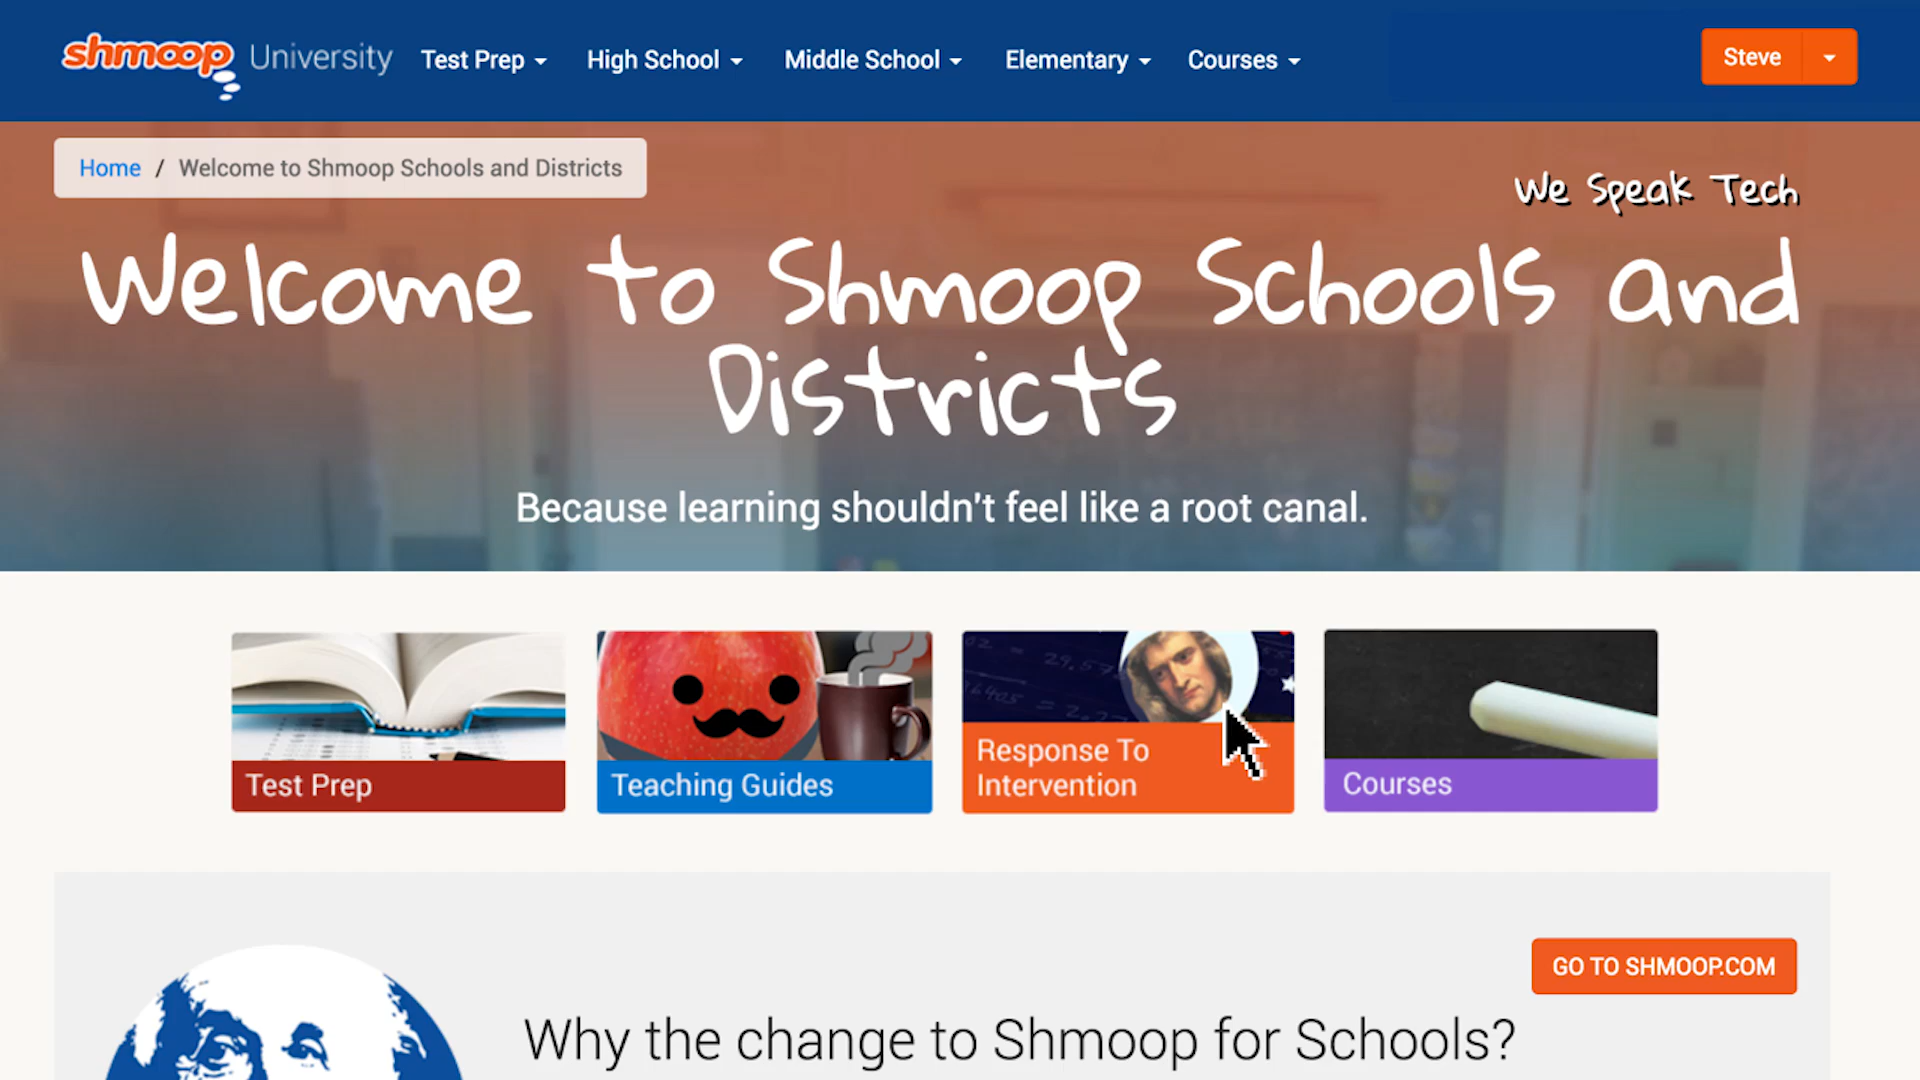 shmoop University
Test Prep
High School
Middle School
Elementary
Courses
Steve
Home / Welcome to Shmoop Schools and Districts
We Speak Tech
Welcome to Shmoop Schools and
Districts
Because learning shouldn't feel like a root canal.
Test Prep
Teaching Guides
Response To
Intervention
Courses
GO TO SHMOOP.COM
Why the change to Shmoop for Schools?